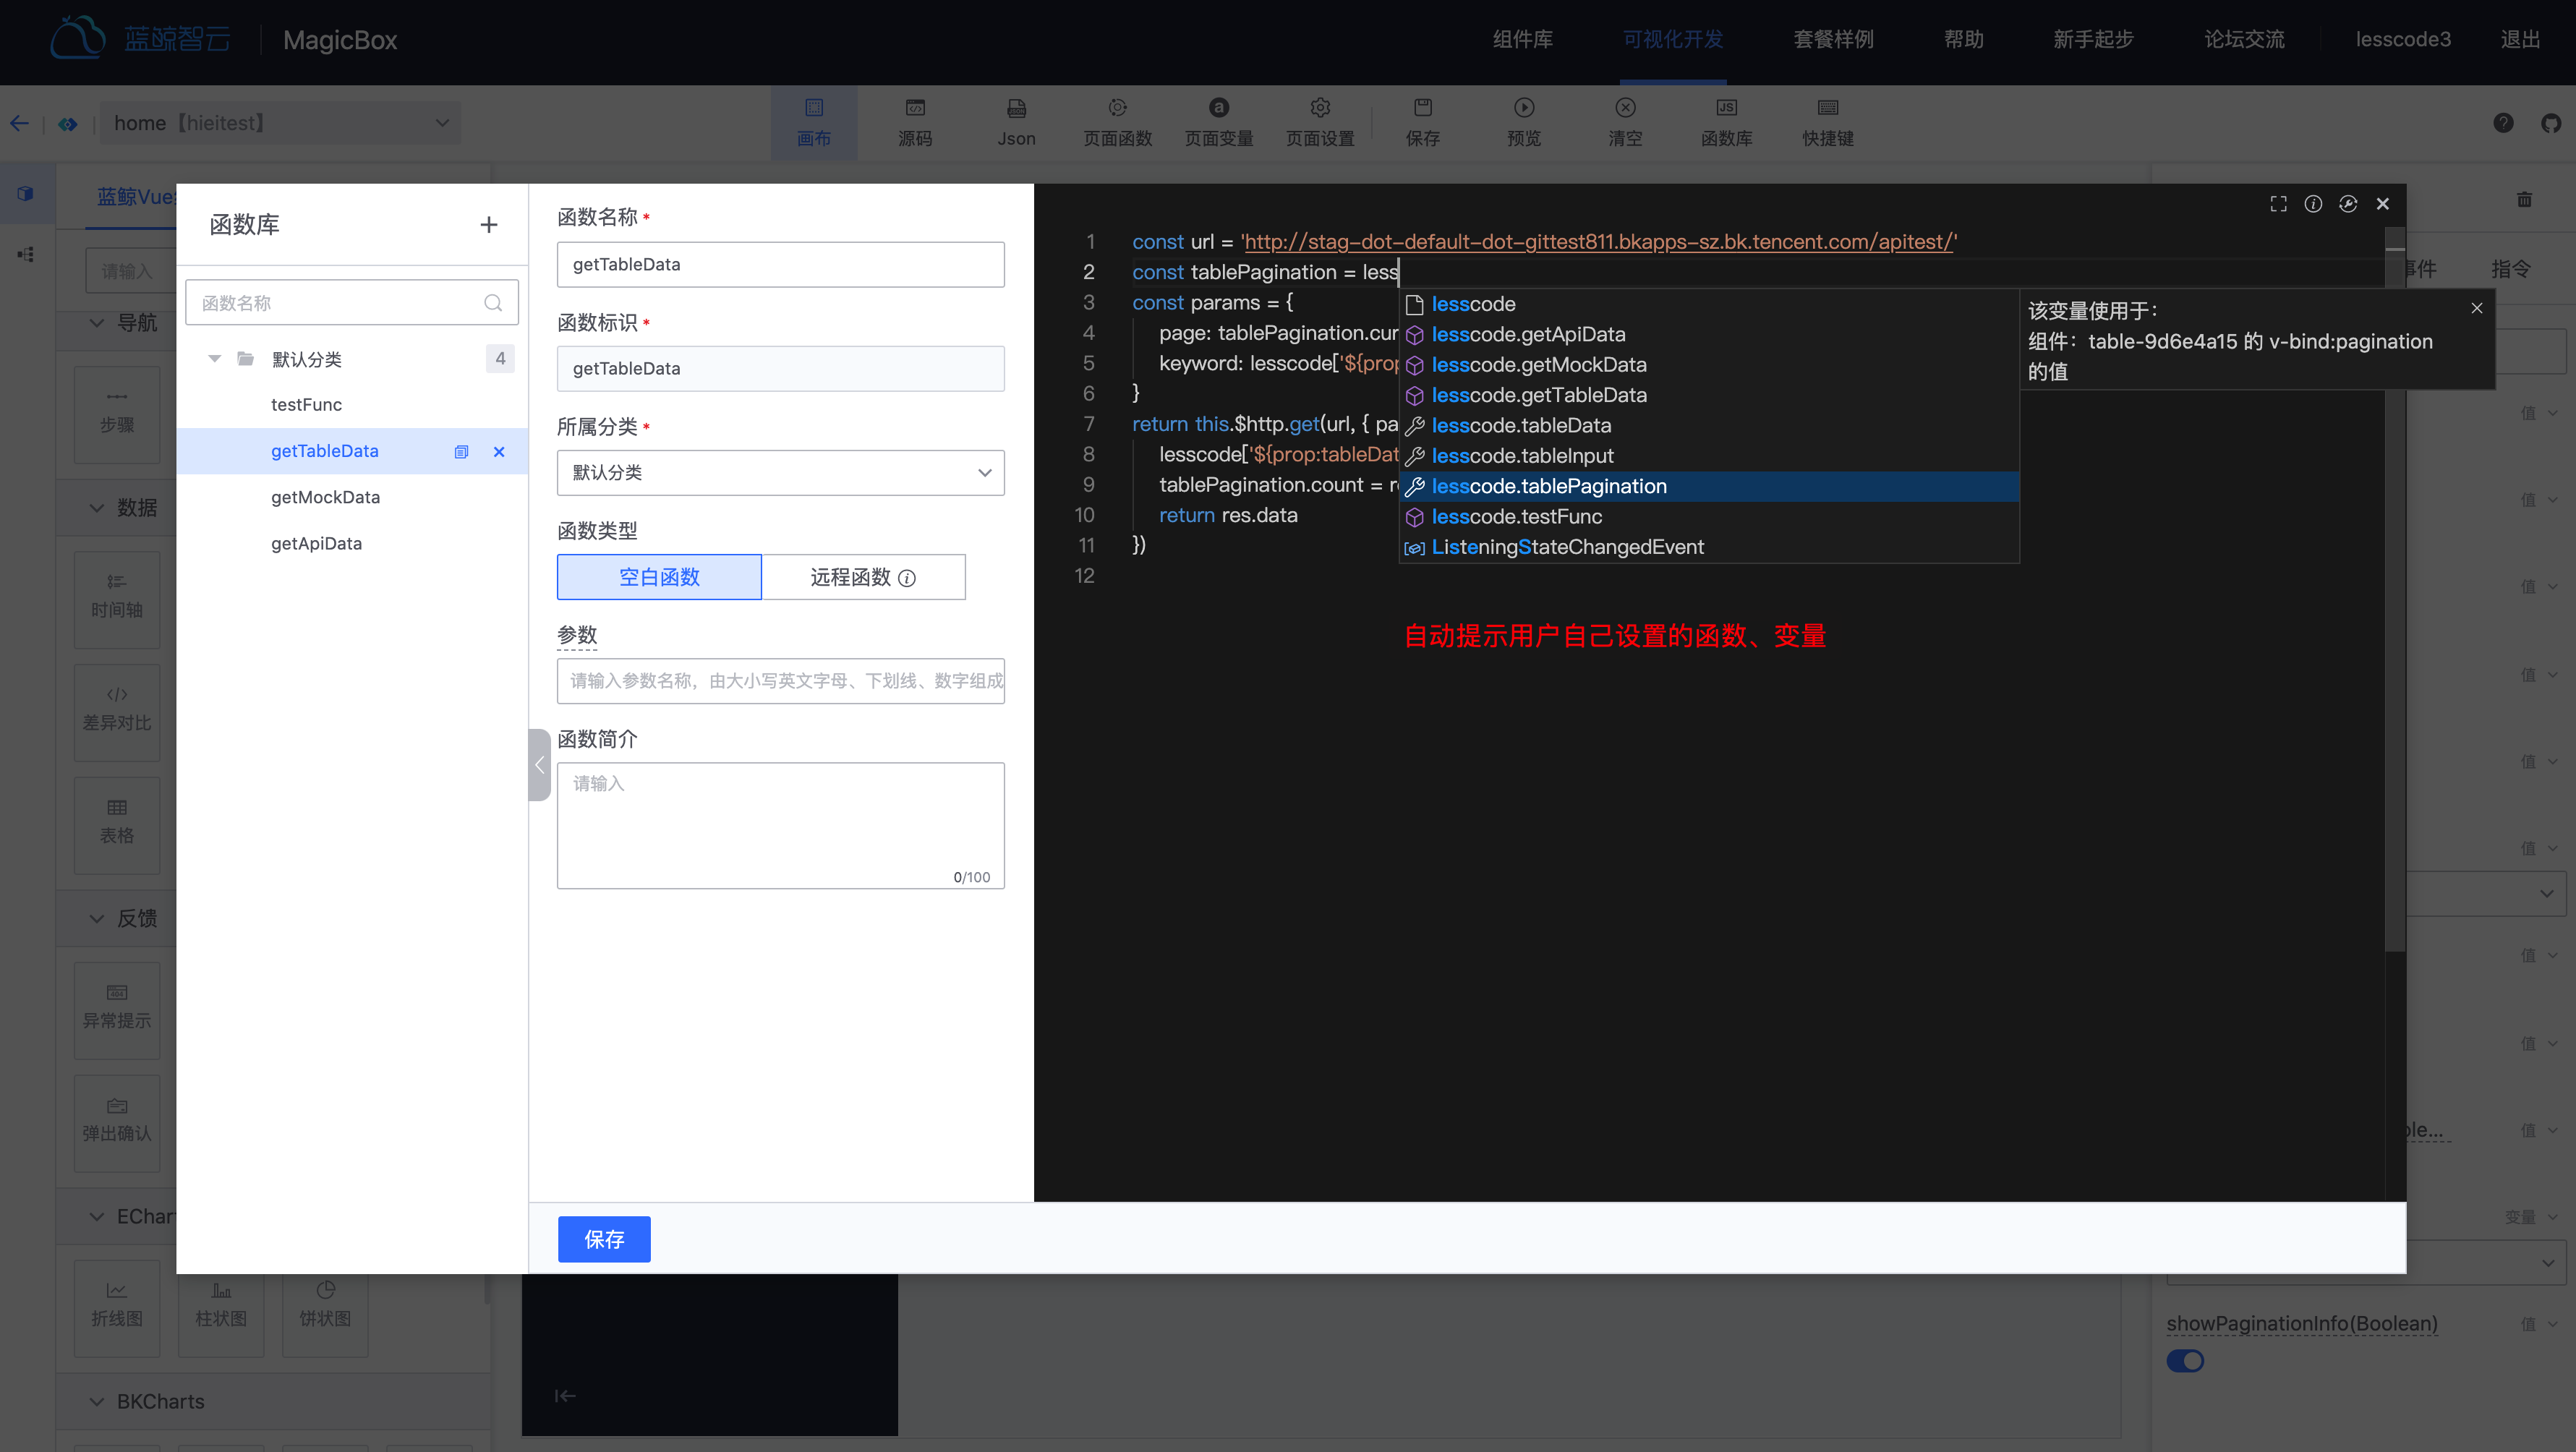 蓝鲸智云
MagicBox
组件库
可视化开发
套餐样例
帮助
新手起步
论坛交流
lesscode3
退出
home【hieitest】
画布
源码
Json
页面函数
页面变量
页面设置
保存
预览
清空
函数库
快捷键
蓝鲸Vue
请输入
导航
步骤
数据
时间轴
差异对比
表格
反馈
异常提示
弹出确认
EChar
折线图
柱状图
饼状图
BKCharts
函数库
函数名称
默认分类
4
testFunc
getTableData
getMockData
getApiData
函数名称 *
getTableData
函数标识 *
getTableData
所属分类 *
默认分类
函数类型
空白函数
远程函数
参数
请输入参数名称，由大小写英文字母、下划线、数字组成
函数简介
请输入
0/100
保存
1 const url = 'http://stag-dot-default-dot-gittest811.bkapps-sz.bk.tencent.com/apitest/'
2 const tablePagination = less
3 const params = {
4 page: tablePagination.cur
5 keyword: lesscode['${prop
6 }
7 return this.$http.get(url, { pa
8 lesscode['${prop:tableDat
9 tablePagination.count = r
10 return res.data
11 })
12
lesscode
lesscode.getApiData
lesscode.getMockData
lesscode.getTableData
lesscode.tableData
lesscode.tableInput
lesscode.tablePagination
lesscode.testFunc
ListeningStateChangedEvent
该变量使用于：
组件：table-9d6e4a15 的 v-bind:pagination
的值
自动提示用户自己设置的函数、变量
事件
指令
值
值
值
值
值
值
值
值
ble...
值
变量
showPaginationInfo(Boolean)
值